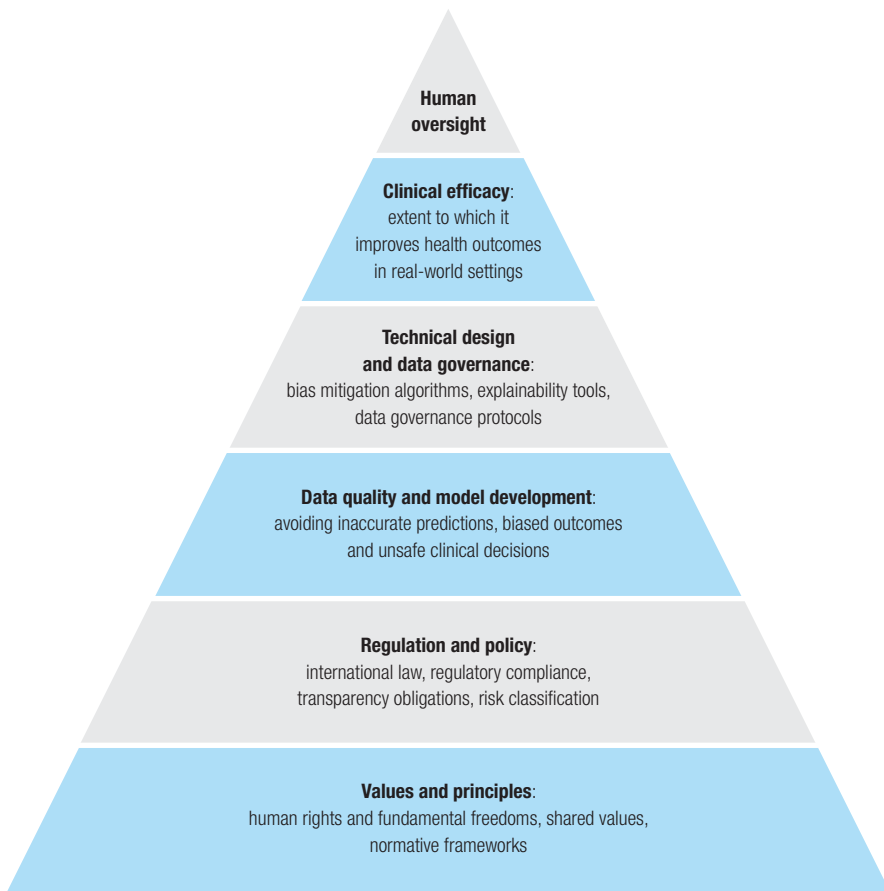 Human
oversight
Clinical efficacy:
extent to which it
improves health outcomes
in real-world settings
Technical design
and data governance:
bias mitigation algorithms, explainability tools,
data governance protocols
Data quality and model development:
avoiding inaccurate predictions, biased outcomes
and unsafe clinical decisions
Regulation and policy:
international law, regulatory compliance,
transparency obligations, risk classification
Values and principles:
human rights and fundamental freedoms, shared values,
normative frameworks